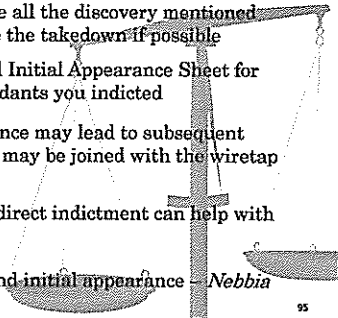 e all the discovery mentioned
e the takedown if possible
l Initial Appearance Sheet for
dants you indicted
nce may lead to subsequent
may be joined with the wiretap
direct indictment can help with
nd initial appearance – Nebbia
95